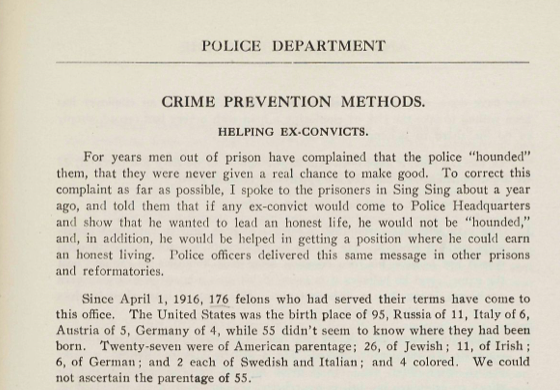 POLICE DEPARTMENT
CRIME PREVENTION METHODS.
HELPING EX-CONVICTS.
For years men out of prison have complained that the police "hounded"
them, that they were never given a real chance to make good. To correct this
complaint as far as possible, I spoke to the prisoners in Sing Sing about a year
ago, and told them that if any ex-convict would come to Police Headquarters
and show that he wanted to lead an honest life, he would not be "hounded,"
and, in addition, he would be helped in getting a position where he could earn
an honest living. Police officers delivered this same message in other prisons
and reformatories.
Since April 1, 1916, 176 felons who had served their terms have come to
this office. The United States was the birth place of 95, Russia of 11, Italy of 6,
Austria of 5, Germany of 4, while 55 didn't seem to know where they had been
born. Twenty-seven were of American parentage; 26, of Jewish; 11, of Irish;
6, of German; and 2 each of Swedish and Italian; and 4 colored. We could
not ascertain the parentage of 55.